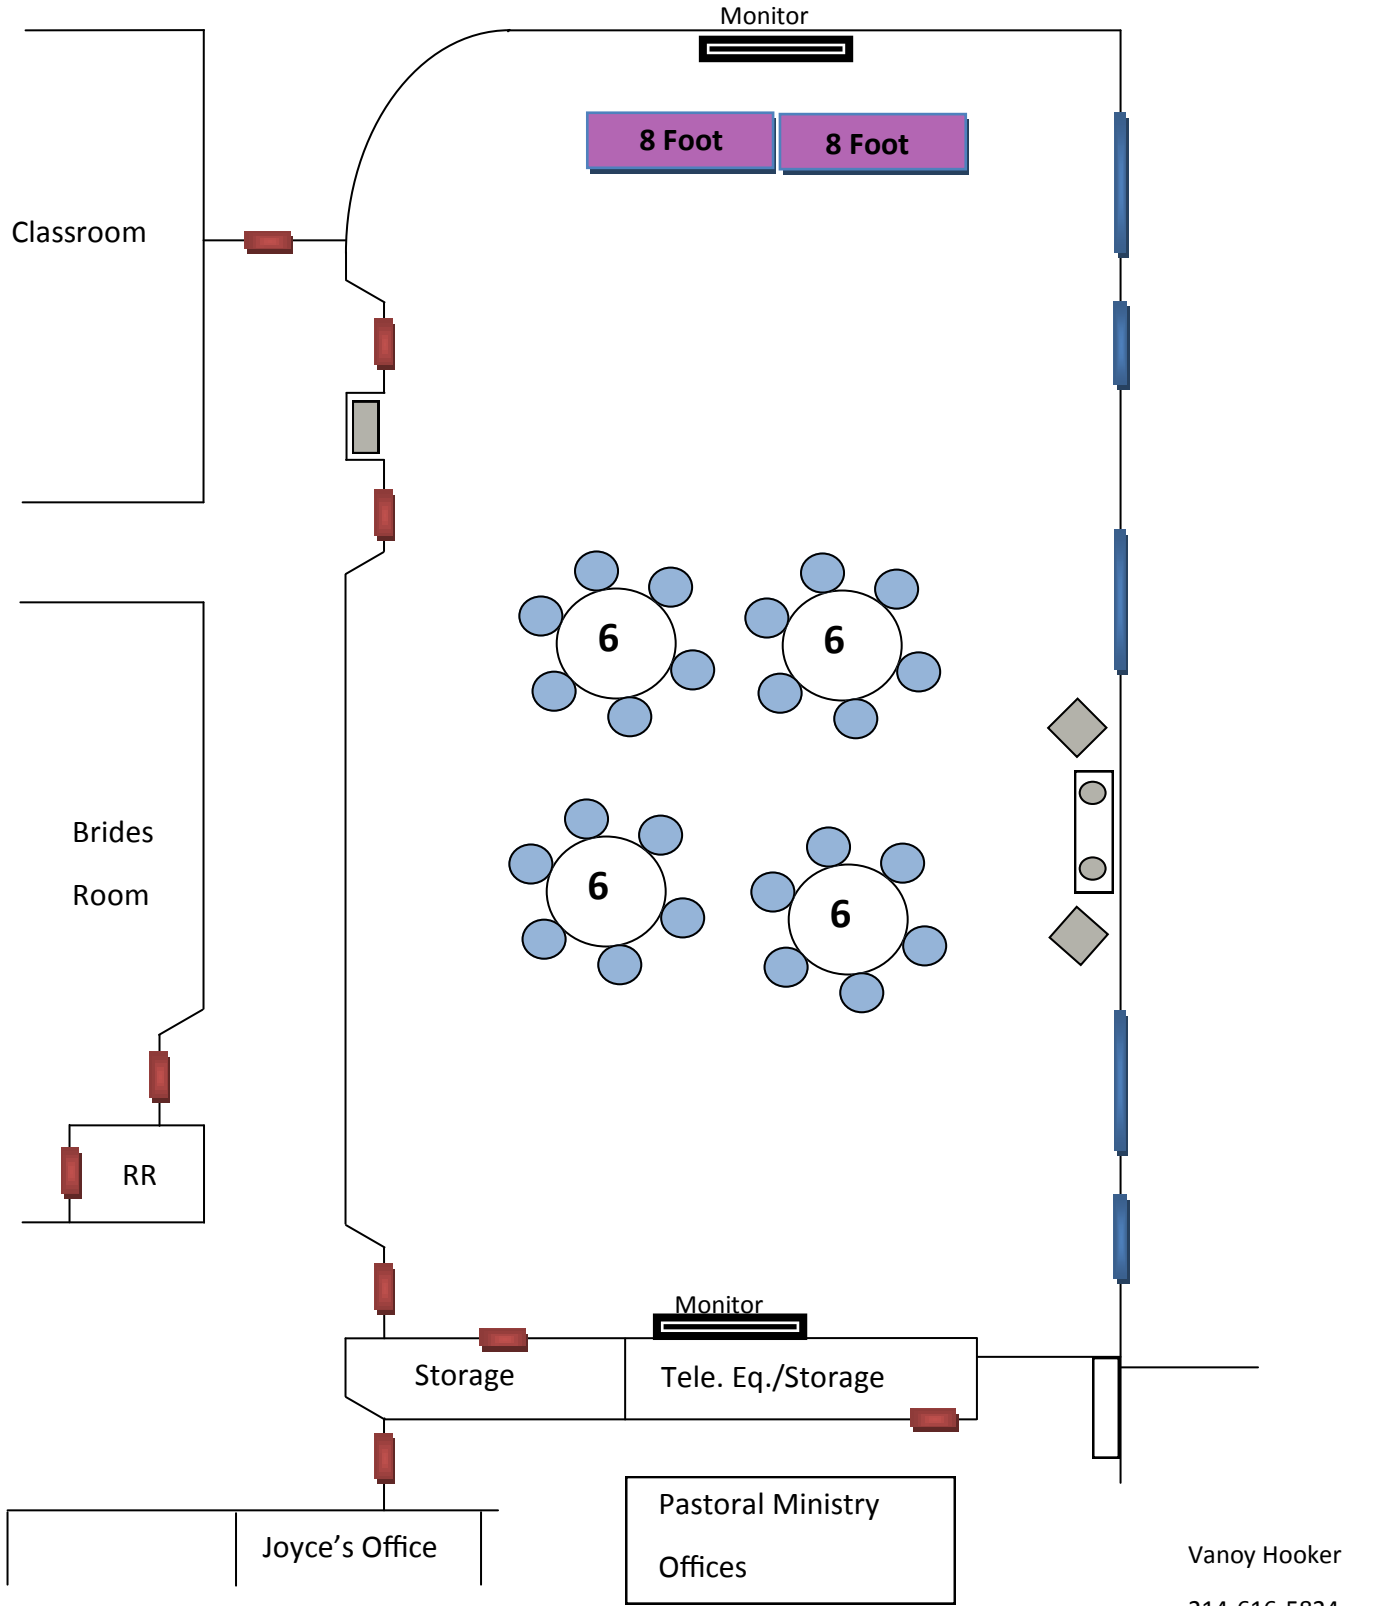 Monitor
8 Foot
8 Foot
Classroom
6
6
Brides
Room
6
6
RR
Monitor
Storage
Tele. Eq./Storage
Pastoral Ministry
Offices
Joyce’s Office
Vanoy Hooker